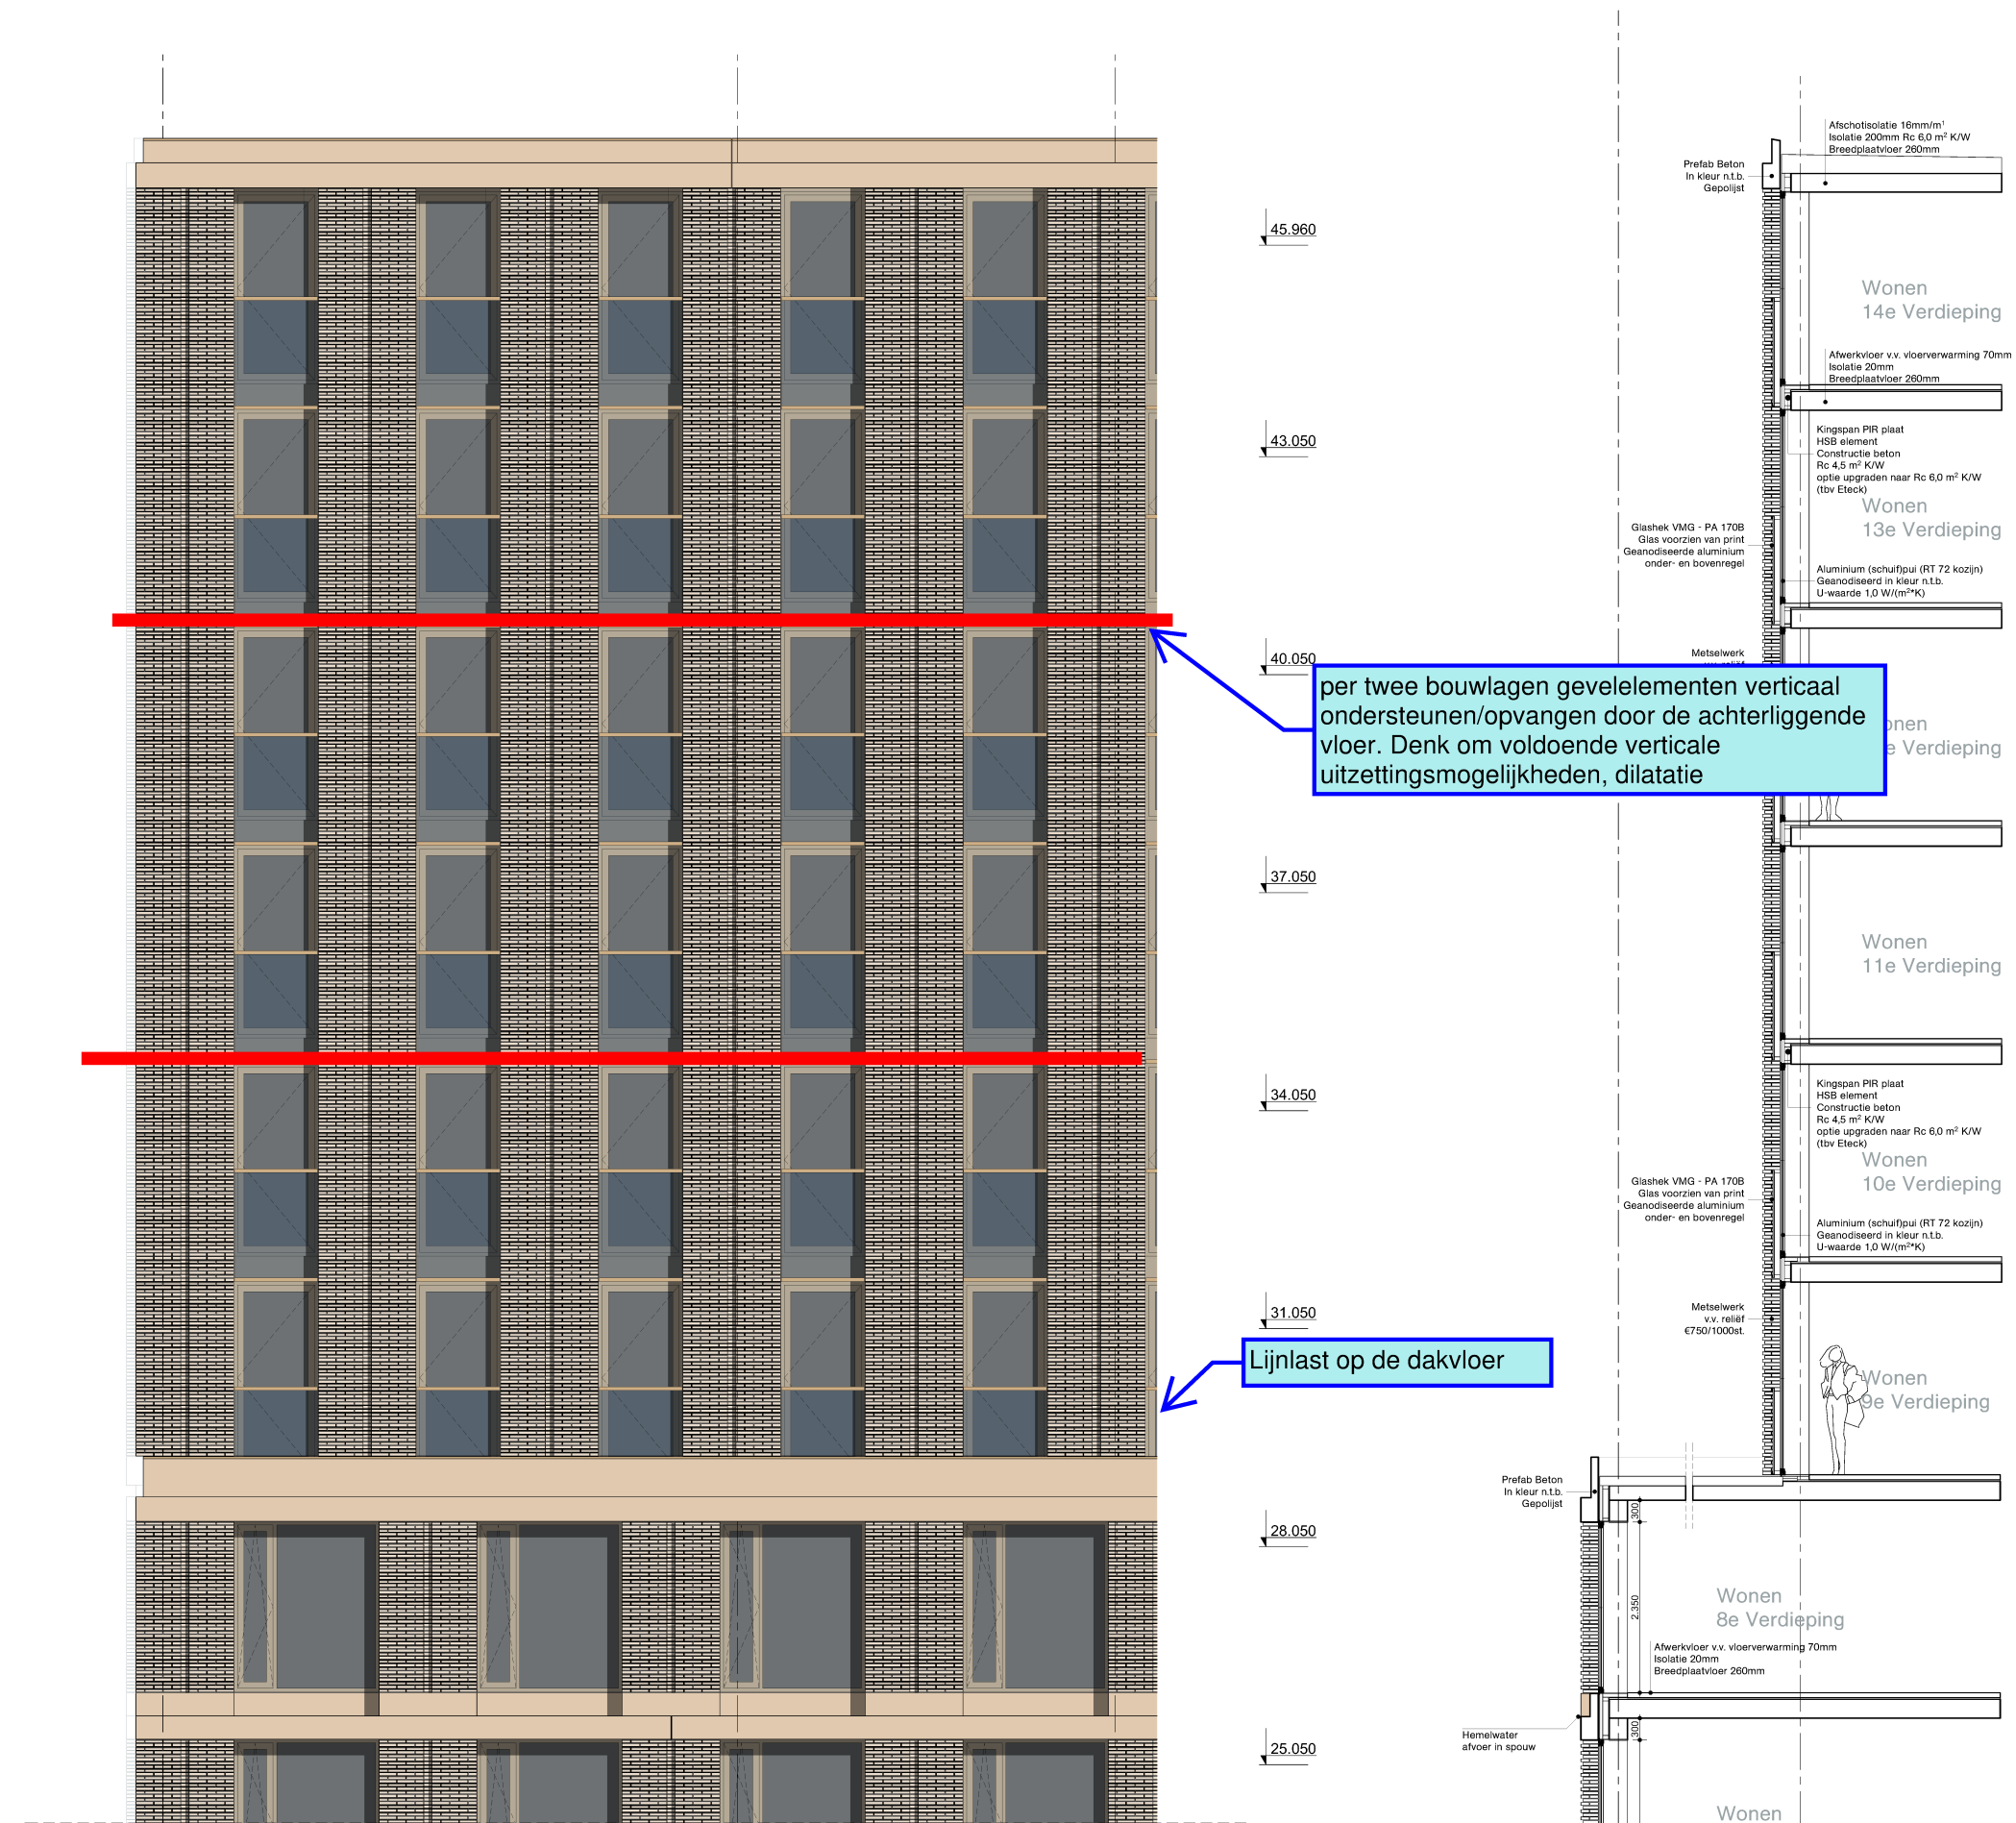 Afschotisolatie 16mm/m¹
Isolatie 200mm Rc 6,0 m² K/W
Breedplaatvloer 260mm
Prefab Beton
In kleur n.t.b.
Gepolijst
45.960
Wonen
14e Verdieping
Afwerkvloer v.v. vloerverwarming 70mm
Isolatie 20mm
Breedplaatvloer 260mm
43.050
Kingspan PIR plaat
HSB element
Constructie beton
Rc 4,5 m² K/W
optie upgraden naar Rc 6,0 m² K/W
(tbv Eteck)
Wonen
13e Verdieping
Glashek VMG - PA 170B
Glas voorzien van print
Geanodiseerde aluminium
onder- en bovenregel
Aluminium (schuif)pui (RT 72 kozijn)
Geanodiseerd in kleur n.t.b.
U-waarde 1,0 W/(m²*K)
40.050
Metselwerk
per twee bouwlagen gevelelementen verticaal
ondersteunen/opvangen door de achterliggende
vloer. Denk om voldoende verticale
uitzettingsmogelijkheden, dilatatie
Verdieping
37.050
Wonen
11e Verdieping
34.050
Kingspan PIR plaat
HSB element
Constructie beton
Rc 4,5 m² K/W
optie upgraden naar Rc 6,0 m² K/W
(tbv Eteck)
Wonen
10e Verdieping
Glashek VMG - PA 170B
Glas voorzien van print
Geanodiseerde aluminium
onder- en bovenregel
Aluminium (schuif)pui (RT 72 kozijn)
Geanodiseerd in kleur n.t.b.
U-waarde 1,0 W/(m²*K)
31.050
Metselwerk
v.v. reliëf
€750/1000st.
Lijnlast op de dakvloer
Wonen
9e Verdieping
Prefab Beton
In kleur n.t.b.
Gepolijst
300
28.050
2.350
Wonen
8e Verdieping
Afwerkvloer v.v. vloerverwarming 70mm
Isolatie 20mm
Breedplaatvloer 260mm
Hemelwater
afvoer in spouw
300
25.050
Wonen